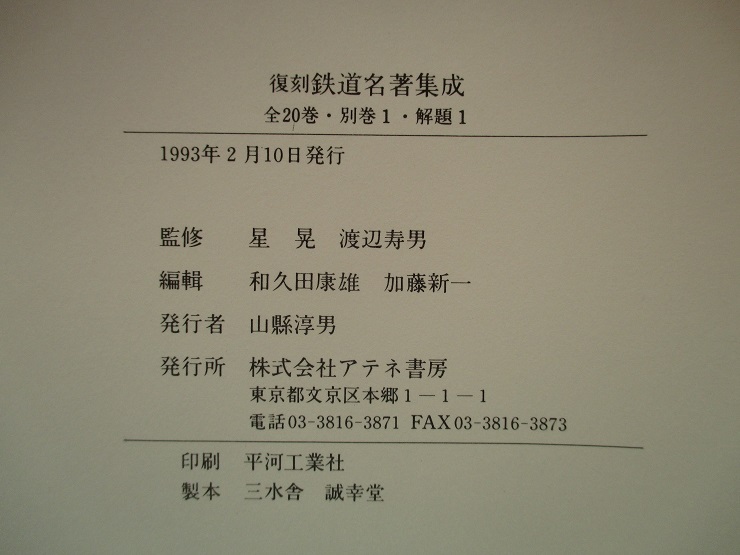 復刻鉄道名著集成
全20巻・別巻1・解題1
1993年2月10日発行
監修 星 晃 渡辺寿男
編輯 和久田康雄 加藤新一
発行者 山縣淳男
発行所 株式会社アテネ書房
東京都文京区本郷1－1－1
電話03-3816-3871 FAX03-3816-3873
印刷 平河工業社
製本 三水舎 誠幸堂